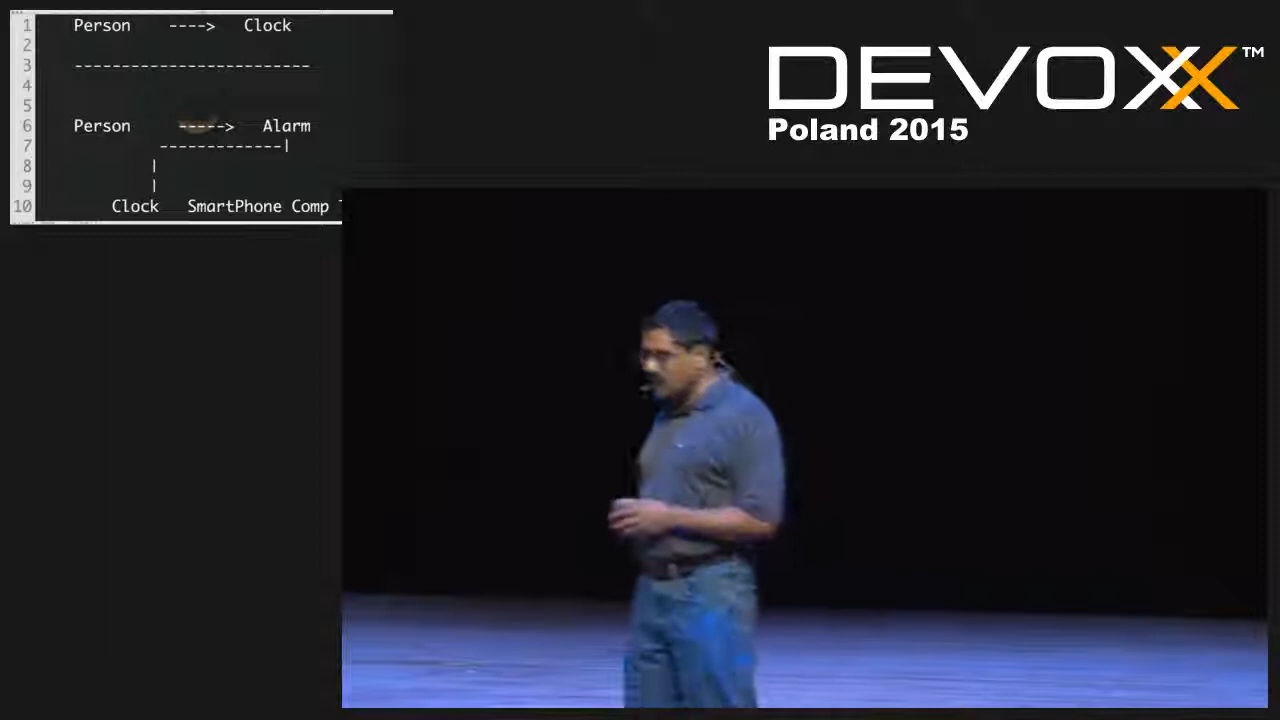 1 Person ----> Clock
2
3 -------------------------
4
5
6 Person -----> Alarm
7 -------------|
8 |
9 |
10 Clock SmartPhone Comp
DEVOXX™
Poland 2015